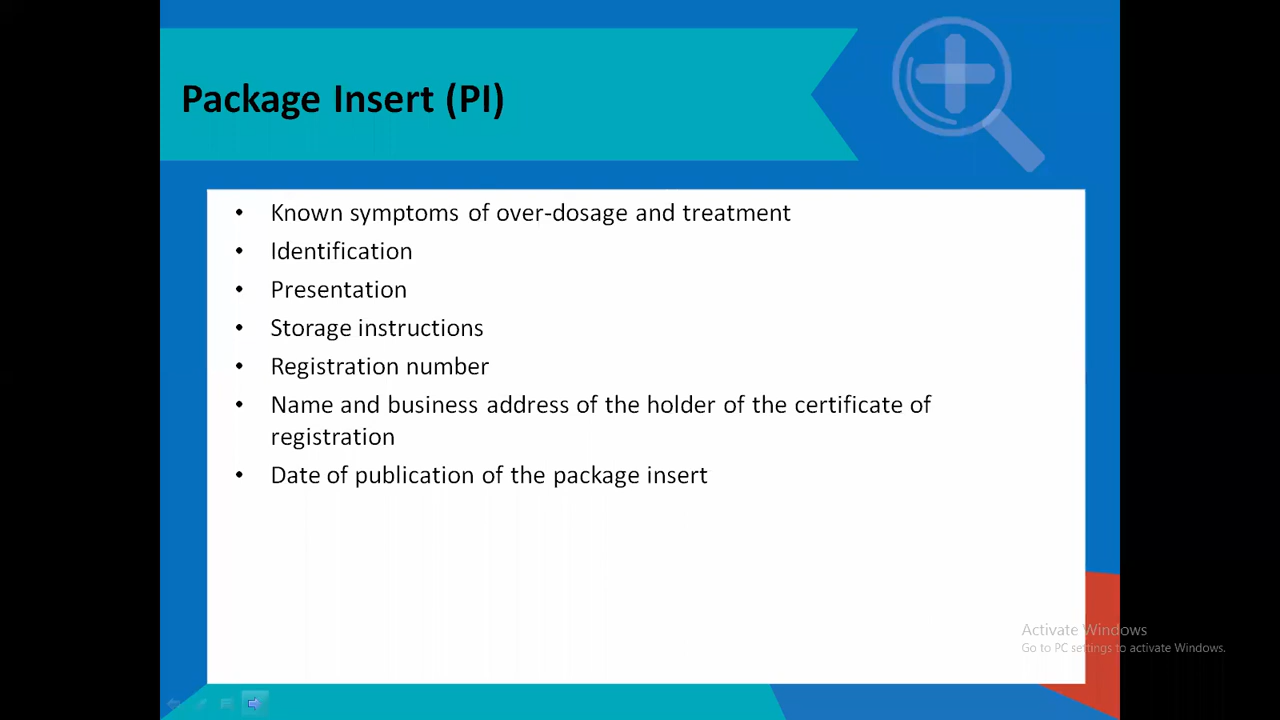 Package Insert (PI)
• Known symptoms of over-dosage and treatment
• Identification
• Presentation
• Storage instructions
• Registration number
• Name and business address of the holder of the certificate of
registration
• Date of publication of the package insert
Activate Windows
Go to PC settings to activate Windows.